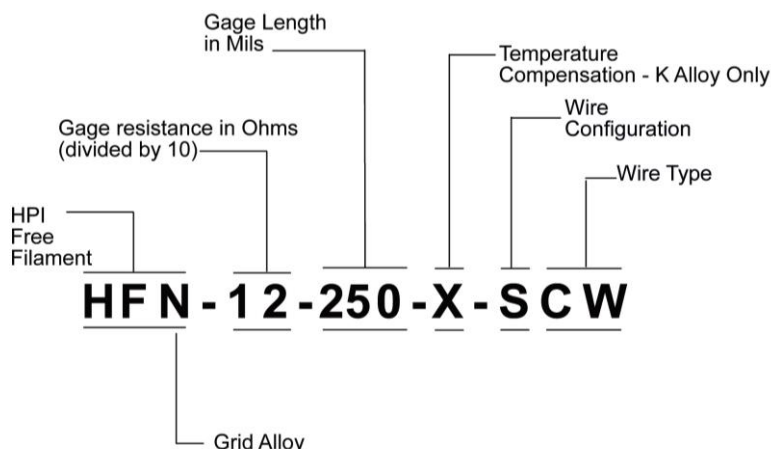 Gage Length
in Mils
Temperature
Compensation - K Alloy Only
Wire
Configuration
Gage resistance in Ohms
(divided by 10)
Wire Type
HPI
Free
Filament
HFN-12-250-X-SCW
Grid Alloy